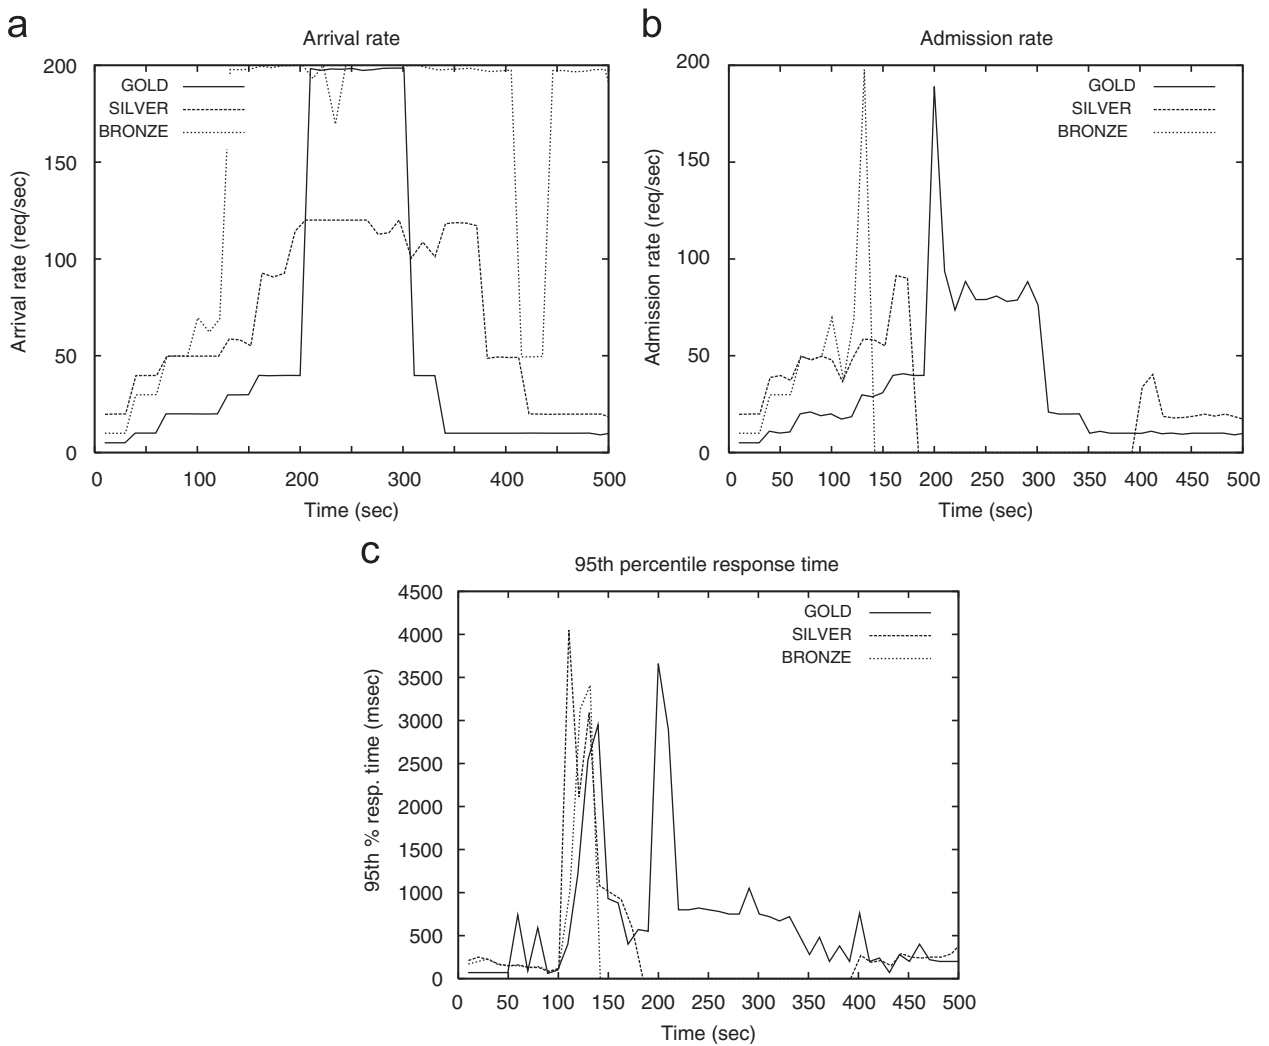 a
Arrival rate
200
150
100
50
0
Arrival rate (req/sec)
GOLD
SILVER
BRONZE
0 100 200 300 400 500
Time (sec)
b
Admission rate
200
150
100
50
0
Admission rate (req/sec)
GOLD
SILVER
BRONZE
0 50 100 150 200 250 300 350 400 450 500
Time (sec)
c
95th percentile response time
4500
4000
3500
3000
2500
2000
1500
1000
500
0
95th % resp. time (msec)
GOLD
SILVER
BRONZE
0 50 100 150 200 250 300 350 400 450 500
Time (sec)